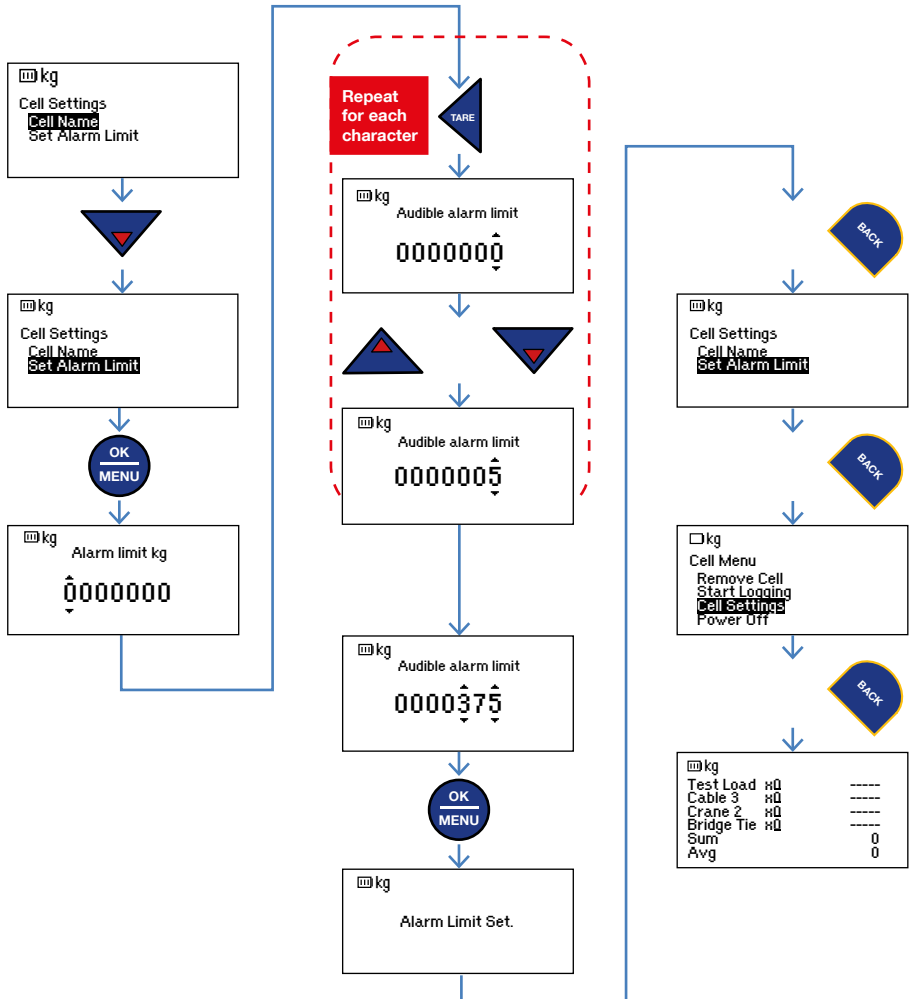 kg
Cell Settings
Cell Name
Set Alarm Limit
kg
Cell Settings
Cell Name
Set Alarm Limit
OK
MENU
kg
Alarm limit kg
0000000
Repeat
for each
character
TARE
kg
Audible alarm limit
0000000
kg
Audible alarm limit
0000005
kg
Audible alarm limit
0000375
OK
MENU
kg
Alarm Limit Set.
BACK
kg
Cell Settings
Cell Name
Set Alarm Limit
BACK
kg
Cell Menu
Remove Cell
Start Logging
Cell Settings
Power Off
BACK
kg
Test Load x0 -----
Cable 3 x0 -----
Crane 2 x0 -----
Bridge Tie x0 -----
Sum 0
Avg 0